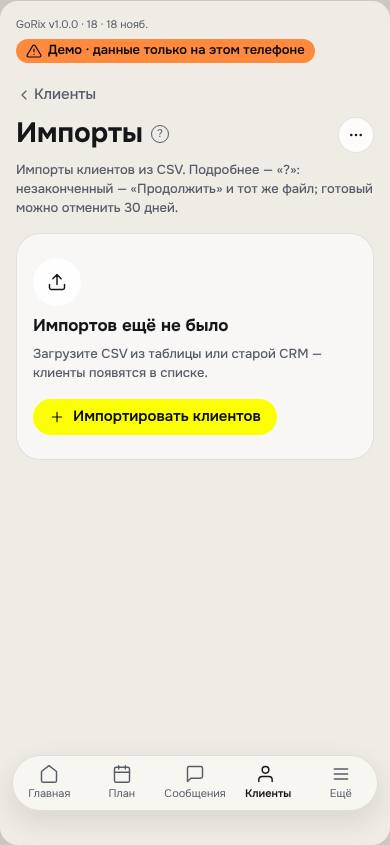 GoRix v1.0.0 · 18 · 18 нояб.
Демо · данные только на этом телефоне
Клиенты
Импорты ?
Импорты клиентов из CSV. Подробнее — «?»:
незаконченный — «Продолжить» и тот же файл; готовый
можно отменить 30 дней.
Импортов ещё не было
Загрузите CSV из таблицы или старой CRM —
клиенты появятся в списке.
Импортировать клиентов
Главная План Сообщения Клиенты Ещё